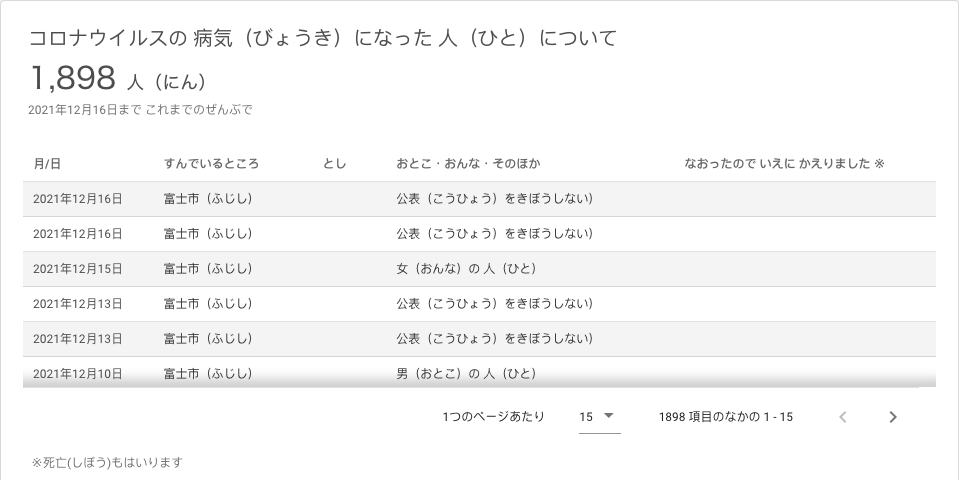 コロナウイルスの 病気（びょうき）になった 人（ひと）について
1,898 人（にん）
2021年12月16日まで これまでのぜんぶで
月/日 すんでいるところ とし おとこ・おんな・そのほか なおったので いえに かえりました ※
2021年12月16日 富士市（ふじし） 公表（こうひょう）をきぼうしない）
2021年12月16日 富士市（ふじし） 公表（こうひょう）をきぼうしない）
2021年12月15日 富士市（ふじし） 女（おんな）の 人（ひと）
2021年12月13日 富士市（ふじし） 公表（こうひょう）をきぼうしない）
2021年12月13日 富士市（ふじし） 公表（こうひょう）をきぼうしない）
2021年12月10日 富士市（ふじし） 男（おとこ）の 人（ひと）
1つのページあたり 15 1898 項目のなかの 1 - 15
※死亡(しぼう)もはいります